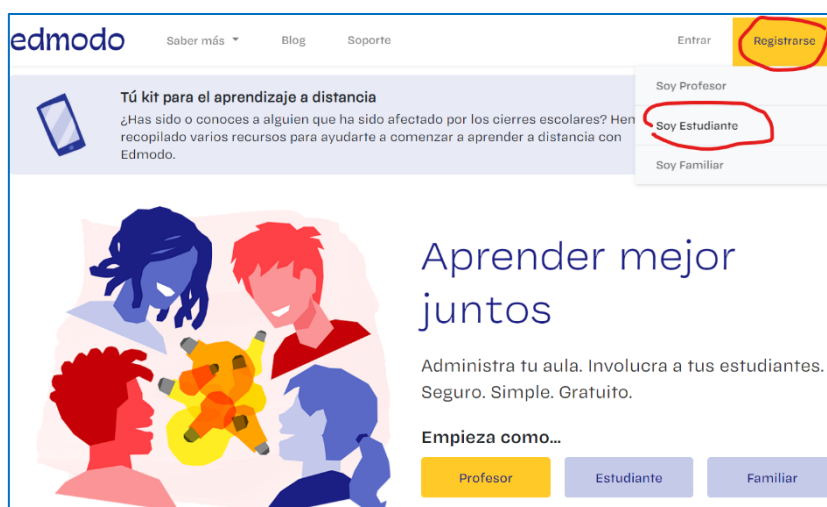 edmodo Saber más Blog Soporte Entrar Registrarse
Soy Profesor
Soy Estudiante
Soy Familiar
Tú kit para el aprendizaje a distancia
¿Has sido o conoces a alguien que ha sido afectado por los cierres escolares?
recopilado varios recursos para ayudarte a comenzar a aprender a distancia con
Edmodo.
Aprender mejor
juntos
Administra tu aula. Involucra a tus estudiantes.
Seguro. Simple. Gratuito.
Empieza como...
Profesor Estudiante Familiar